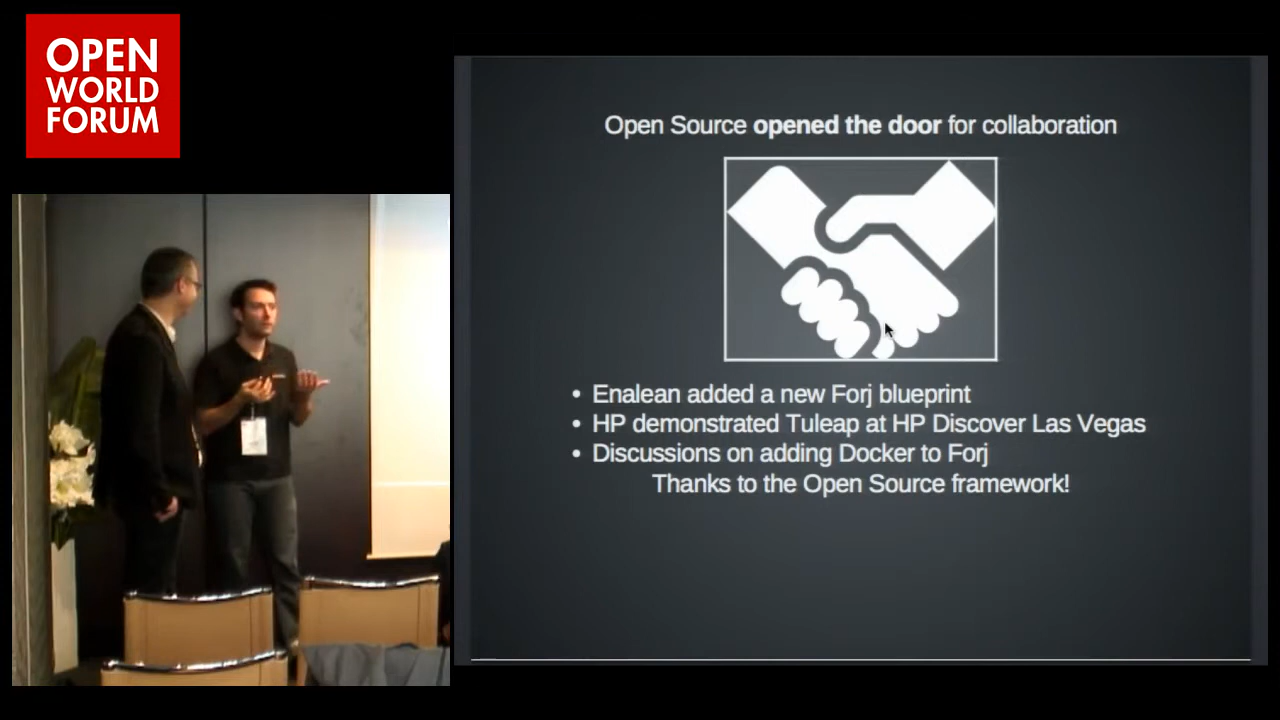 OPEN
WORLD
FORUM
Open Source opened the door for collaboration
• Enalean added a new Forj blueprint
• HP demonstrated Tuleap at HP Discover Las Vegas
• Discussions on adding Docker to Forj
Thanks to the Open Source framework!